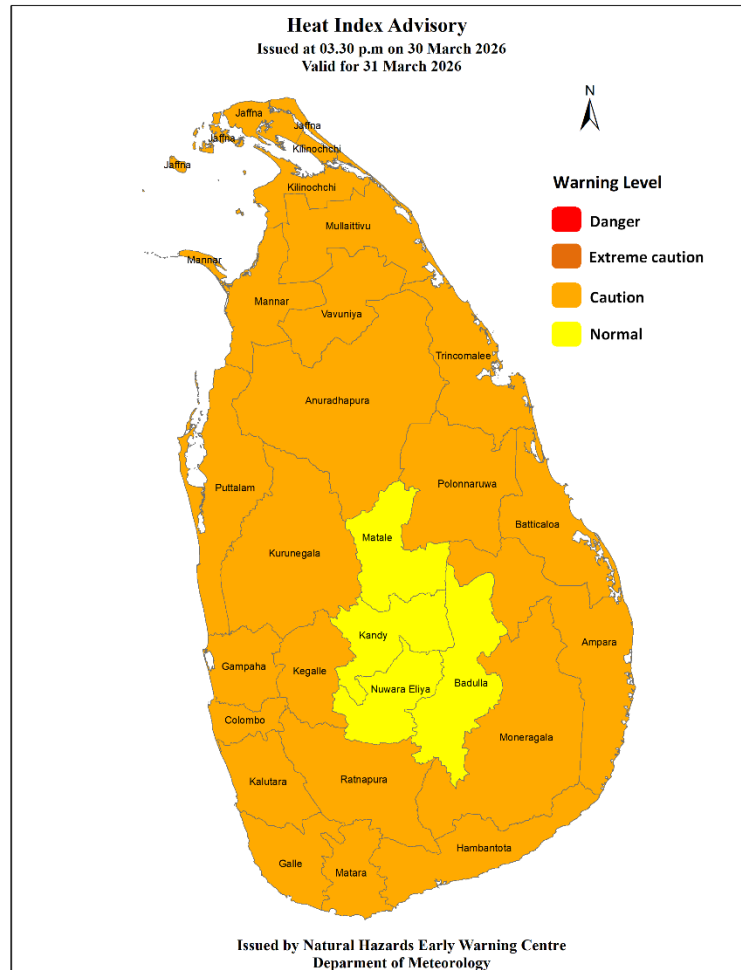 Heat Index Advisory
Issued at 03.30 p.m on 30 March 2026
Valid for 31 March 2026
N
Jaffna
Jaffna
Jaffna
Kilinochchi
Jaffna
Kilinochchi
Warning Level
Danger
Extreme caution
Caution
Normal
Mullaittivu
Mannar
Mannar
Vavuniya
Trincomalee
Anuradhapura
Polonnaruwa
Puttalam
Batticaloa
Matale
Kurunegala
Kandy
Ampara
Gampaha
Kegalle
Nuwara Eliya
Badulla
Colombo
Moneragala
Kalutara
Ratnapura
Hambantota
Galle
Matara
Issued by Natural Hazards Early Warning Centre
Deparment of Meteorology